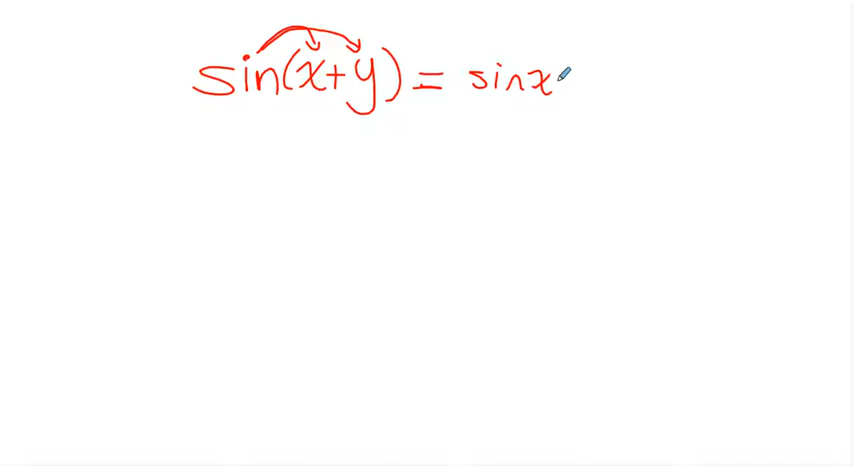 sin(x+y) = sinx